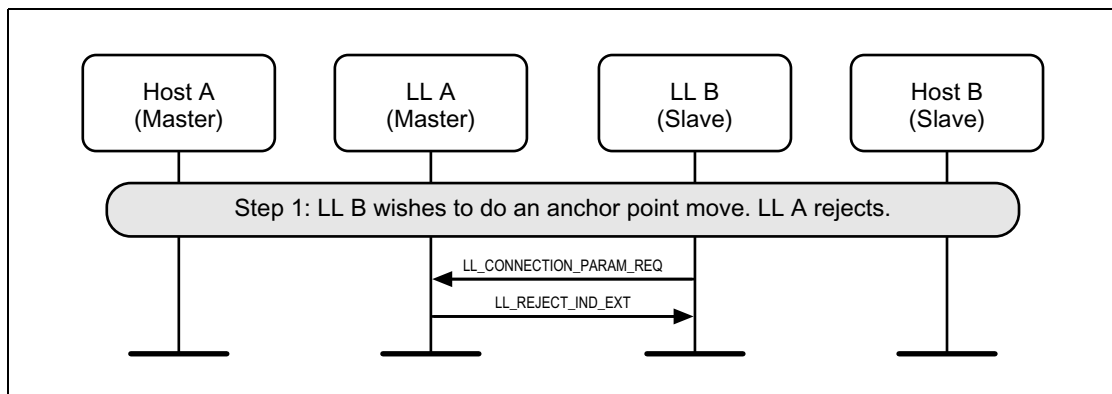 Host A
(Master)
LL A
(Master)
LL B
(Slave)
Host B
(Slave)
Step 1: LL B wishes to do an anchor point move. LL A rejects.
LL_CONNECTION_PARAM_REQ
LL_REJECT_IND_EXT